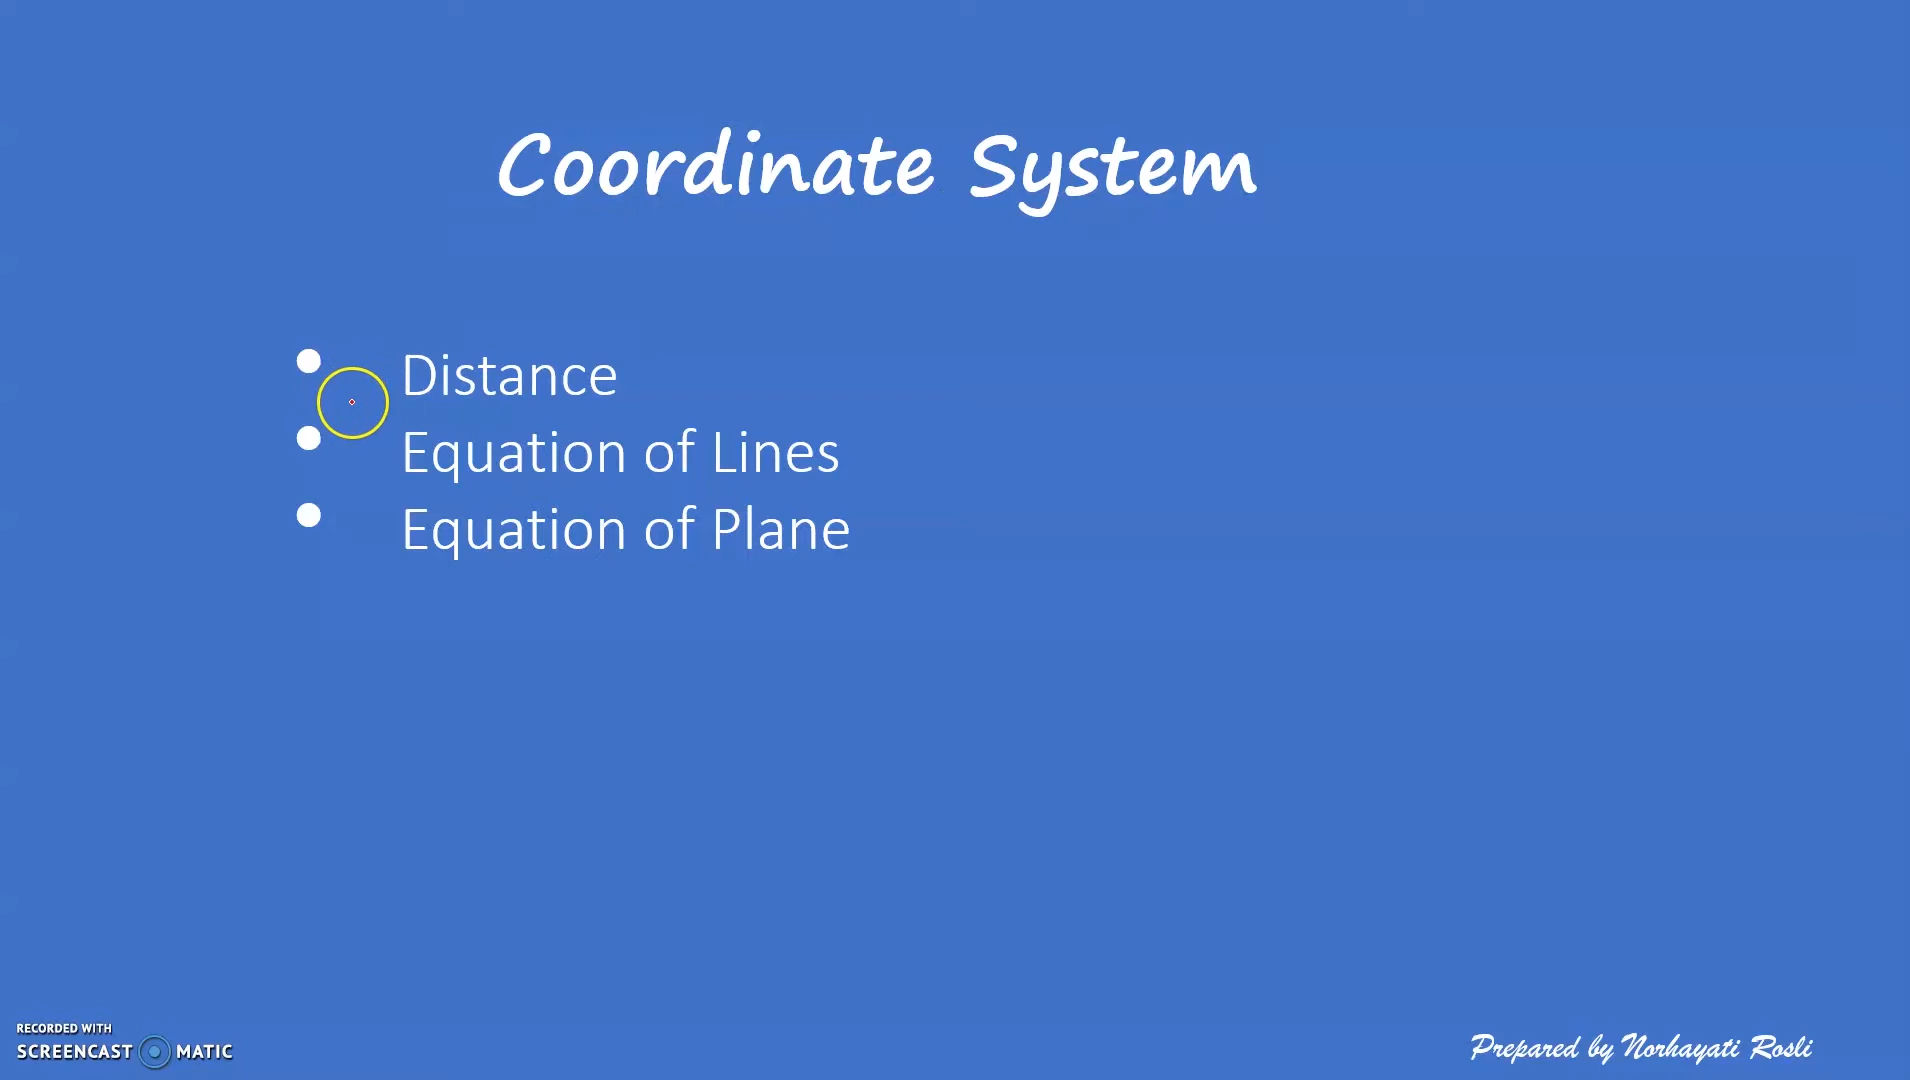 Coordinate System
• Distance
• Equation of Lines
• Equation of Plane
RECORDED WITH
SCREENCAST MATIC
Prepared by Norhayati Rosli